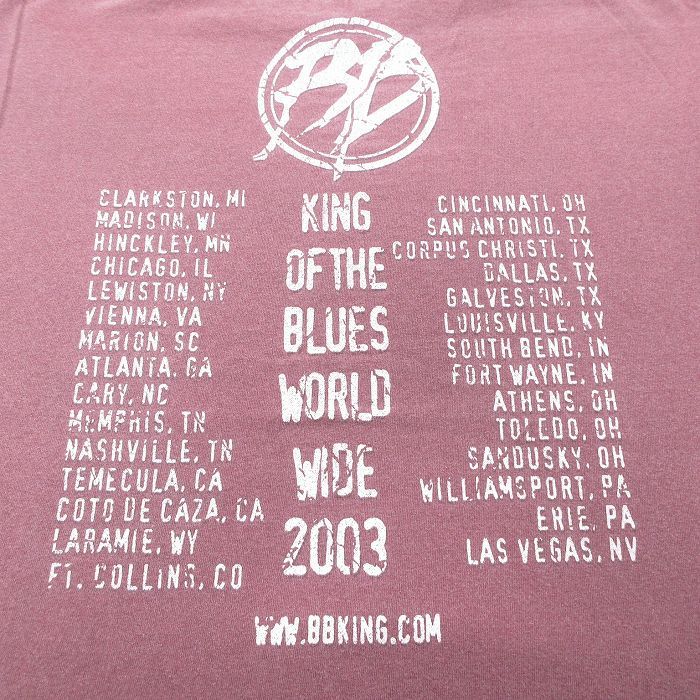 BB
CLARKSTON, MI
MADISON, WI
HINCKLEY, MN
CHICAGO, IL
LEWISTON, NY
VIENNA, VA
MARION, SC
ATLANTA, GA
CARY, NC
MEMPHIS, TN
NASHVILLE, TN
TEMECULA, CA
COTO DE CAZA, CA
LARAMIE, WY
FT. COLLINS, CO
KING
OF THE
BLUES
WORLD
WIDE
2003
CINCINNATI, OH
SAN ANTONIO, TX
CORPUS CHRISTI, TX
DALLAS, TX
GALVESTON, TX
LOUISVILLE, KY
SOUTH BEND, IN
FORT WAYNE, IN
ATHENS, OH
TOLEDO, OH
SANDUSKY, OH
WILLIAMSPORT, PA
ERIE, PA
LAS VEGAS, NV
WWW.BBKING.COM